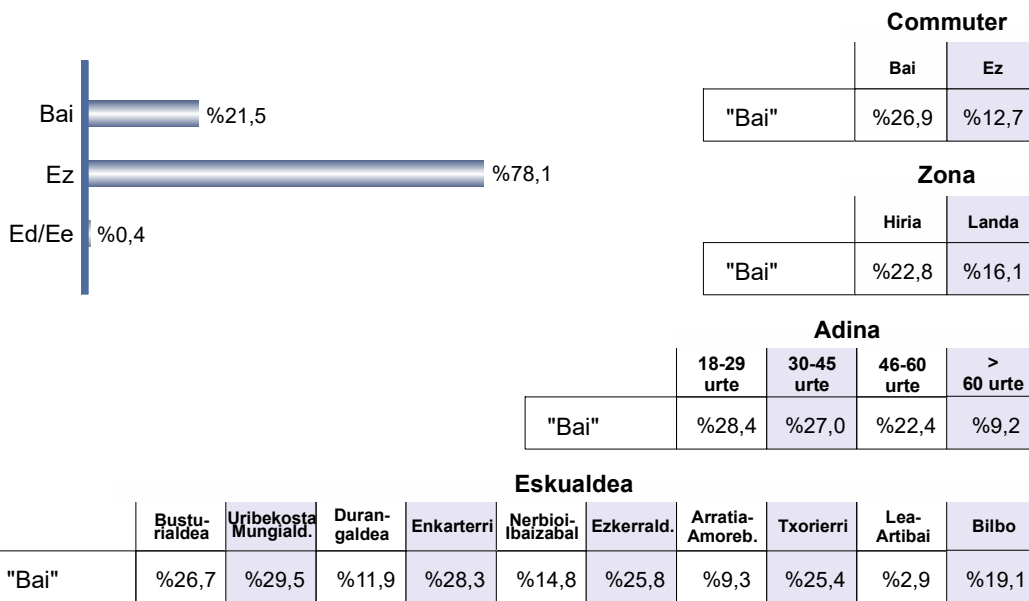 Bai %21,5
Ez %78,1
Ed/Ee %0,4
Commuter
Bai Ez
"Bai" %26,9 %12,7
Zona
Hiria Landa
"Bai" %22,8 %16,1
Adina
18-29 30-45 46-60 >
urte urte urte 60 urte
"Bai" %28,4 %27,0 %22,4 %9,2
Eskualdea
Bustu- Uribekosta Duran- Enkarterri Nerbioi- Ezkerrald. Arratia- Txorierri Lea- Bilbo
rialdea Mungiald. galdea Ibaizabal Amoreb. Artibai
"Bai" %26,7 %29,5 %11,9 %28,3 %14,8 %25,8 %9,3 %25,4 %2,9 %19,1